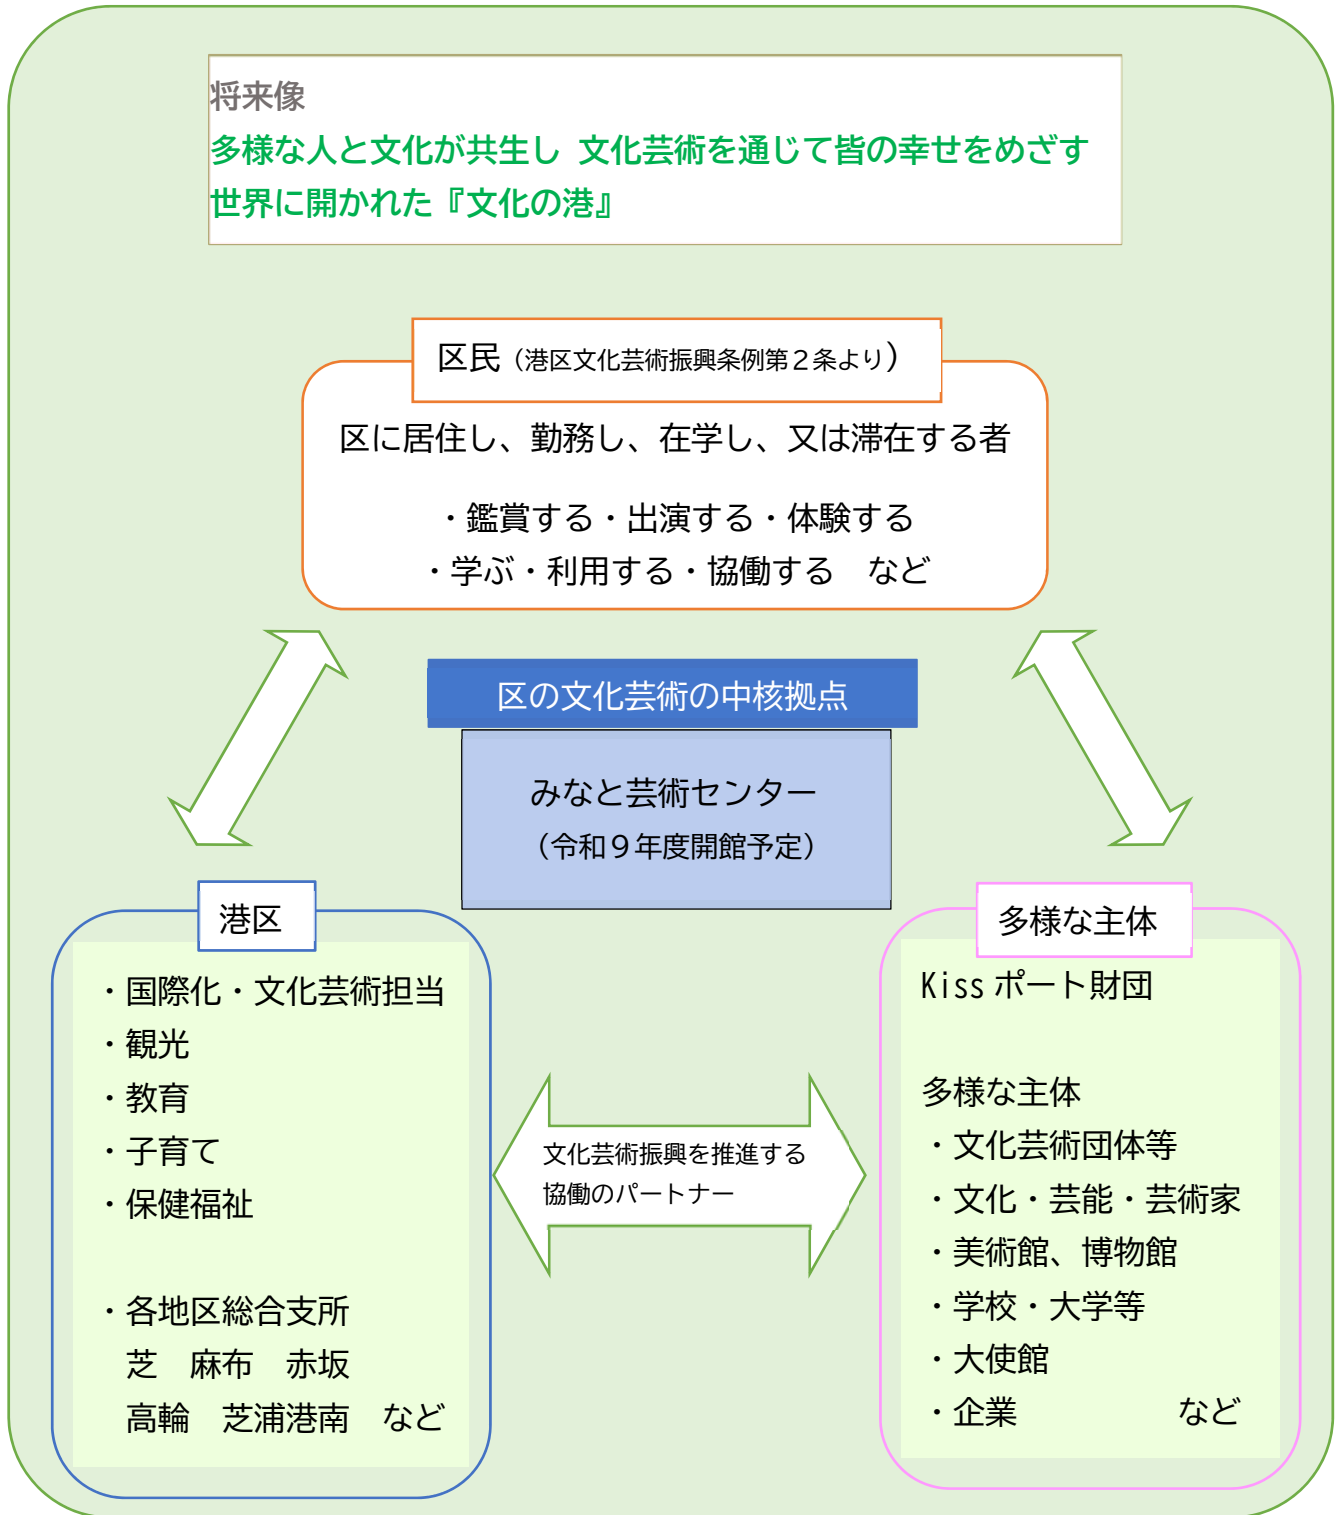 将来像
多様な人と文化が共生し 文化芸術を通じて皆の幸せをめざす
世界に開かれた『文化の港』
区民（港区文化芸術振興条例第２条より）
区に居住し、勤務し、在学し、又は滞在する者
・鑑賞する・出演する・体験する
・学ぶ・利用する・協働する　など
区の文化芸術の中核拠点
みなと芸術センター
（令和９年度開館予定）
港区
・国際化・文化芸術担当
・観光
・教育
・子育て
・保健福祉
・各地区総合支所
芝　麻布　赤坂
高輪　芝浦港南　など
文化芸術振興を推進する
協働のパートナー
多様な主体
Kiss ポート財団
多様な主体
・文化芸術団体等
・文化・芸能・芸術家
・美術館、博物館
・学校・大学等
・大使館
・企業　　　　　など